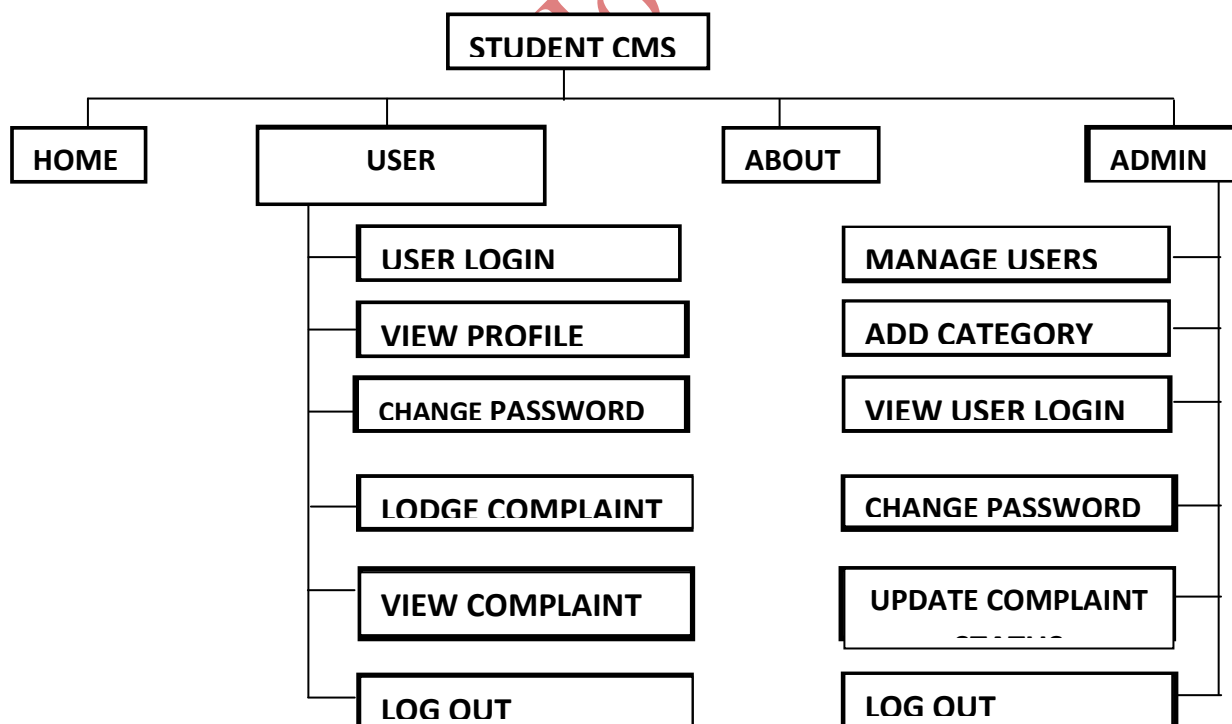 STUDENT CMS
HOME
USER
ABOUT
ADMIN
USER LOGIN
VIEW PROFILE
CHANGE PASSWORD
LODGE COMPLAINT
VIEW COMPLAINT
LOG OUT
MANAGE USERS
ADD CATEGORY
VIEW USER LOGIN
CHANGE PASSWORD
UPDATE COMPLAINT
STATUS
LOG OUT